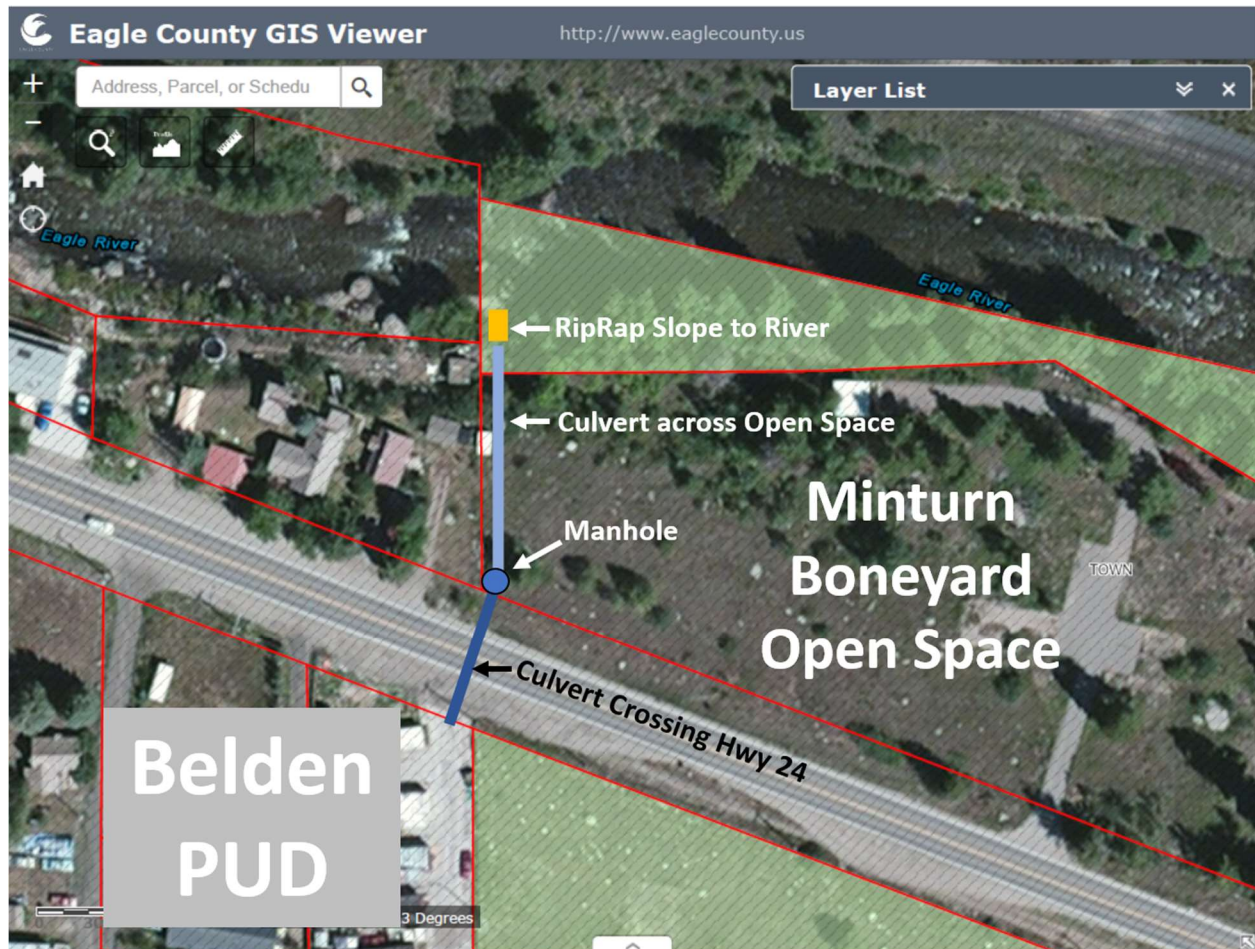 Eagle County GIS Viewer
http://www.eaglecounty.us
Address, Parcel, or Schedu
Layer List
Eagle River
Eagle River
RipRap Slope to River
Culvert across Open Space
Manhole
Minturn
Boneyard
Open Space
TOWN
Culvert Crossing Hwy 24
Belden
PUD
3 Degrees